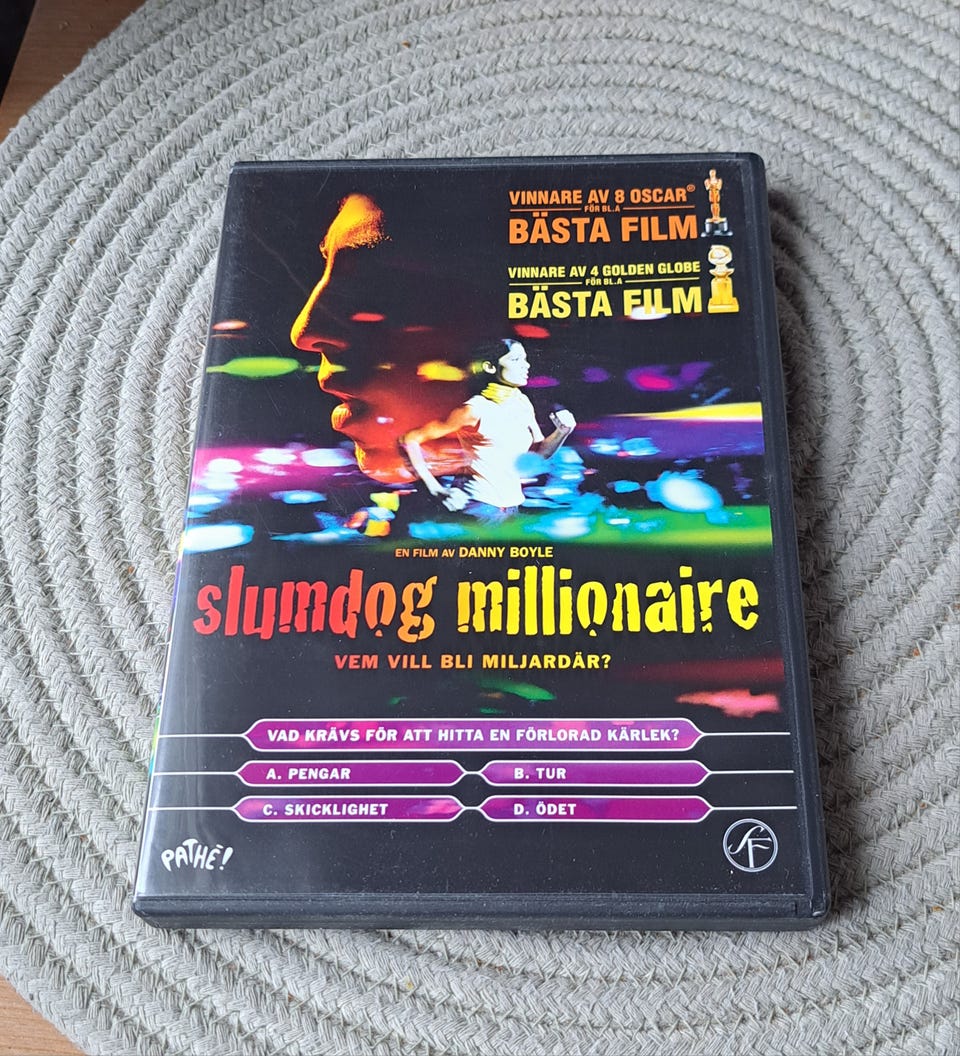 VINNARE AV 8 OSCAR®
FÖR BL.A
BÄSTA FILM
VINNARE AV 4 GOLDEN GLOBE
FÖR BL.A
BÄSTA FILM
EN FILM AV DANNY BOYLE
slumdog millionaire
VEM VILL BLI MILJARDÄR?
VAD KRÄVS FÖR ATT HITTA EN FÖRLORAD KÄRLEK?
A. PENGAR
B. TUR
C. SKICKLIGHET
D. ÖDET
PATHÉ!
SF